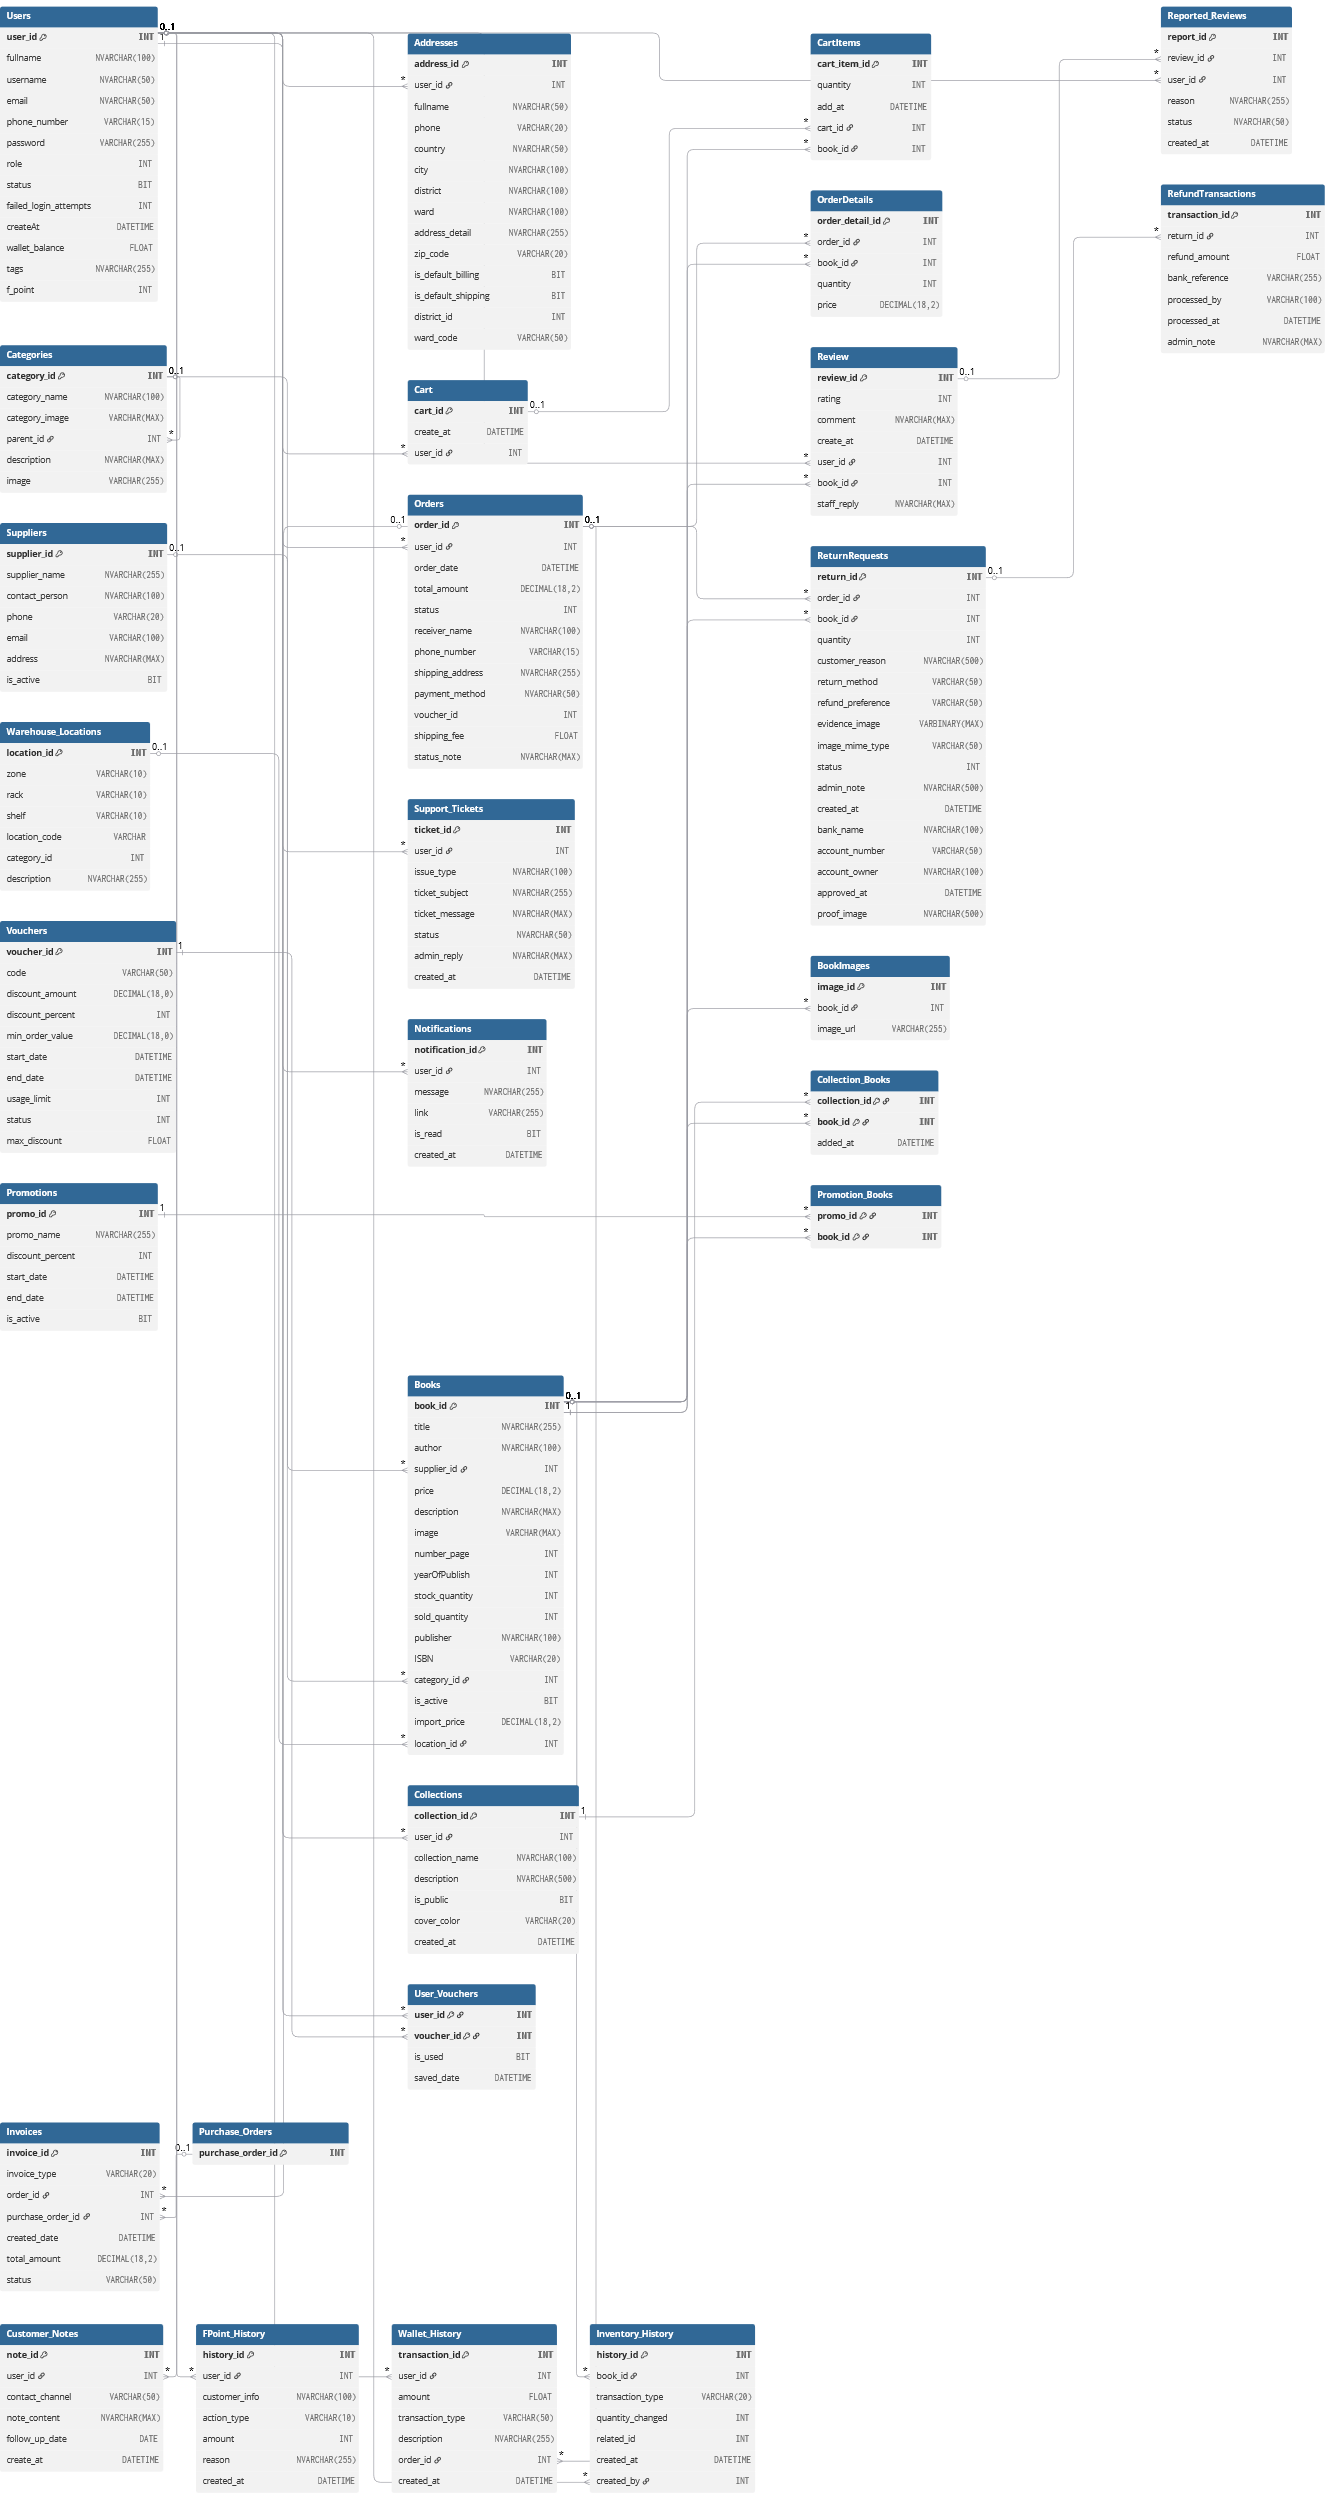 Users
user_id INT
fullname NVARCHAR(100)
username NVARCHAR(50)
email NVARCHAR(50)
phone_number VARCHAR(15)
password VARCHAR(255)
role INT
status BIT
failed_login_attempts INT
createAt DATETIME
wallet_balance FLOAT
tags NVARCHAR(255)
f_point INT
0..1
1
Categories
category_id INT
category_name NVARCHAR(100)
category_image VARCHAR(MAX)
parent_id INT
description NVARCHAR(MAX)
image VARCHAR(255)
0..1
*
Suppliers
supplier_id INT
supplier_name NVARCHAR(255)
contact_person NVARCHAR(100)
phone VARCHAR(20)
email VARCHAR(100)
address NVARCHAR(MAX)
is_active BIT
0..1
Warehouse_Locations
location_id INT
zone VARCHAR(10)
rack VARCHAR(10)
shelf VARCHAR(10)
location_code VARCHAR
category_id INT
description NVARCHAR(255)
0..1
Vouchers
voucher_id INT
code VARCHAR(50)
discount_amount DECIMAL(18,0)
discount_percent INT
min_order_value DECIMAL(18,0)
start_date DATETIME
end_date DATETIME
usage_limit INT
status INT
max_discount FLOAT
1
Promotions
promo_id INT
promo_name NVARCHAR(255)
discount_percent INT
start_date DATETIME
end_date DATETIME
is_active BIT
1
Addresses
address_id INT
* user_id INT
fullname NVARCHAR(50)
phone VARCHAR(20)
country NVARCHAR(50)
city NVARCHAR(100)
district NVARCHAR(100)
ward NVARCHAR(100)
address_detail NVARCHAR(255)
zip_code VARCHAR(20)
is_default_billing BIT
is_default_shipping BIT
district_id INT
ward_code VARCHAR(50)
Cart
cart_id INT 0..1
create_at DATETIME
* user_id INT
Orders
0..1 order_id INT 0..1
* user_id INT
order_date DATETIME
total_amount DECIMAL(18,2)
status INT
receiver_name NVARCHAR(100)
phone_number VARCHAR(15)
shipping_address NVARCHAR(255)
payment_method NVARCHAR(50)
voucher_id INT
shipping_fee FLOAT
status_note NVARCHAR(MAX)
Support_Tickets
ticket_id INT
* user_id INT
issue_type NVARCHAR(100)
ticket_subject NVARCHAR(255)
ticket_message NVARCHAR(MAX)
status NVARCHAR(50)
admin_reply NVARCHAR(MAX)
created_at DATETIME
Notifications
notification_id INT
* user_id INT
message NVARCHAR(255)
link VARCHAR(255)
is_read BIT
created_at DATETIME
Books
book_id INT 0..1
1
title NVARCHAR(255)
author NVARCHAR(100)
* supplier_id INT
price DECIMAL(18,2)
description NVARCHAR(MAX)
image VARCHAR(MAX)
number_page INT
yearOfPublish INT
stock_quantity INT
sold_quantity INT
publisher NVARCHAR(100)
ISBN VARCHAR(20)
* category_id INT
is_active BIT
import_price DECIMAL(18,2)
* location_id INT
Collections
collection_id INT 1
* user_id INT
collection_name NVARCHAR(100)
description NVARCHAR(500)
is_public BIT
cover_color VARCHAR(20)
created_at DATETIME
User_Vouchers
* user_id INT
* voucher_id INT
is_used BIT
saved_date DATETIME
CartItems
cart_item_id INT
quantity INT
add_at DATETIME
* cart_id INT
* book_id INT
OrderDetails
order_detail_id INT
* order_id INT
* book_id INT
quantity INT
price DECIMAL(18,2)
Review
review_id INT 0..1
rating INT
comment NVARCHAR(MAX)
create_at DATETIME
* user_id INT
* book_id INT
staff_reply NVARCHAR(MAX)
ReturnRequests
return_id INT 0..1
* order_id INT
* book_id INT
quantity INT
customer_reason NVARCHAR(500)
return_method VARCHAR(50)
refund_preference VARCHAR(50)
evidence_image VARBINARY(MAX)
image_mime_type VARCHAR(50)
status INT
admin_note NVARCHAR(500)
created_at DATETIME
bank_name NVARCHAR(100)
account_number VARCHAR(50)
account_owner NVARCHAR(100)
approved_at DATETIME
proof_image NVARCHAR(500)
BookImages
image_id INT
* book_id INT
image_url VARCHAR(255)
Collection_Books
* collection_id INT
* book_id INT
added_at DATETIME
Promotion_Books
* promo_id INT
* book_id INT
Reported_Reviews
report_id INT
* review_id INT
* user_id INT
reason NVARCHAR(255)
status NVARCHAR(50)
created_at DATETIME
RefundTransactions
transaction_id INT
* return_id INT
refund_amount FLOAT
bank_reference VARCHAR(255)
processed_by VARCHAR(100)
processed_at DATETIME
admin_note NVARCHAR(MAX)
Invoices
invoice_id INT
invoice_type VARCHAR(20)
order_id INT *
purchase_order_id INT *
created_date DATETIME
total_amount DECIMAL(18,2)
status VARCHAR(50)
Purchase_Orders
0..1 purchase_order_id INT
Customer_Notes
note_id INT
user_id INT *
contact_channel VARCHAR(50)
note_content NVARCHAR(MAX)
follow_up_date DATE
create_at DATETIME
FPoint_History
history_id INT
* user_id INT
customer_info NVARCHAR(100)
action_type VARCHAR(10)
amount INT
reason NVARCHAR(255)
created_at DATETIME
Wallet_History
transaction_id INT
* user_id INT
amount FLOAT
transaction_type VARCHAR(50)
description NVARCHAR(255)
order_id INT *
created_at DATETIME
Inventory_History
history_id INT
* book_id INT
transaction_type VARCHAR(20)
quantity_changed INT
related_id INT
created_at DATETIME
* created_by INT